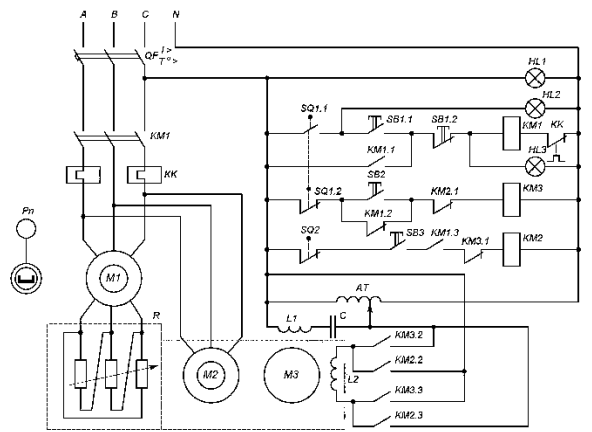 A B C N
QF I> T°>
HL1
HL2
SQ1.1 SB1.1 SB1.2 KM1 KK
KM1
KM1.1 HL3
KK SB2
SQ1.2 KM2.1 KM3
Рп KM1.2
SQ2 SB3 KM1.3 KM3.1 KM2
M1
AT
R L1 C
KM3.2
KM2.2
M2 M3 L2
KM3.3
KM2.3